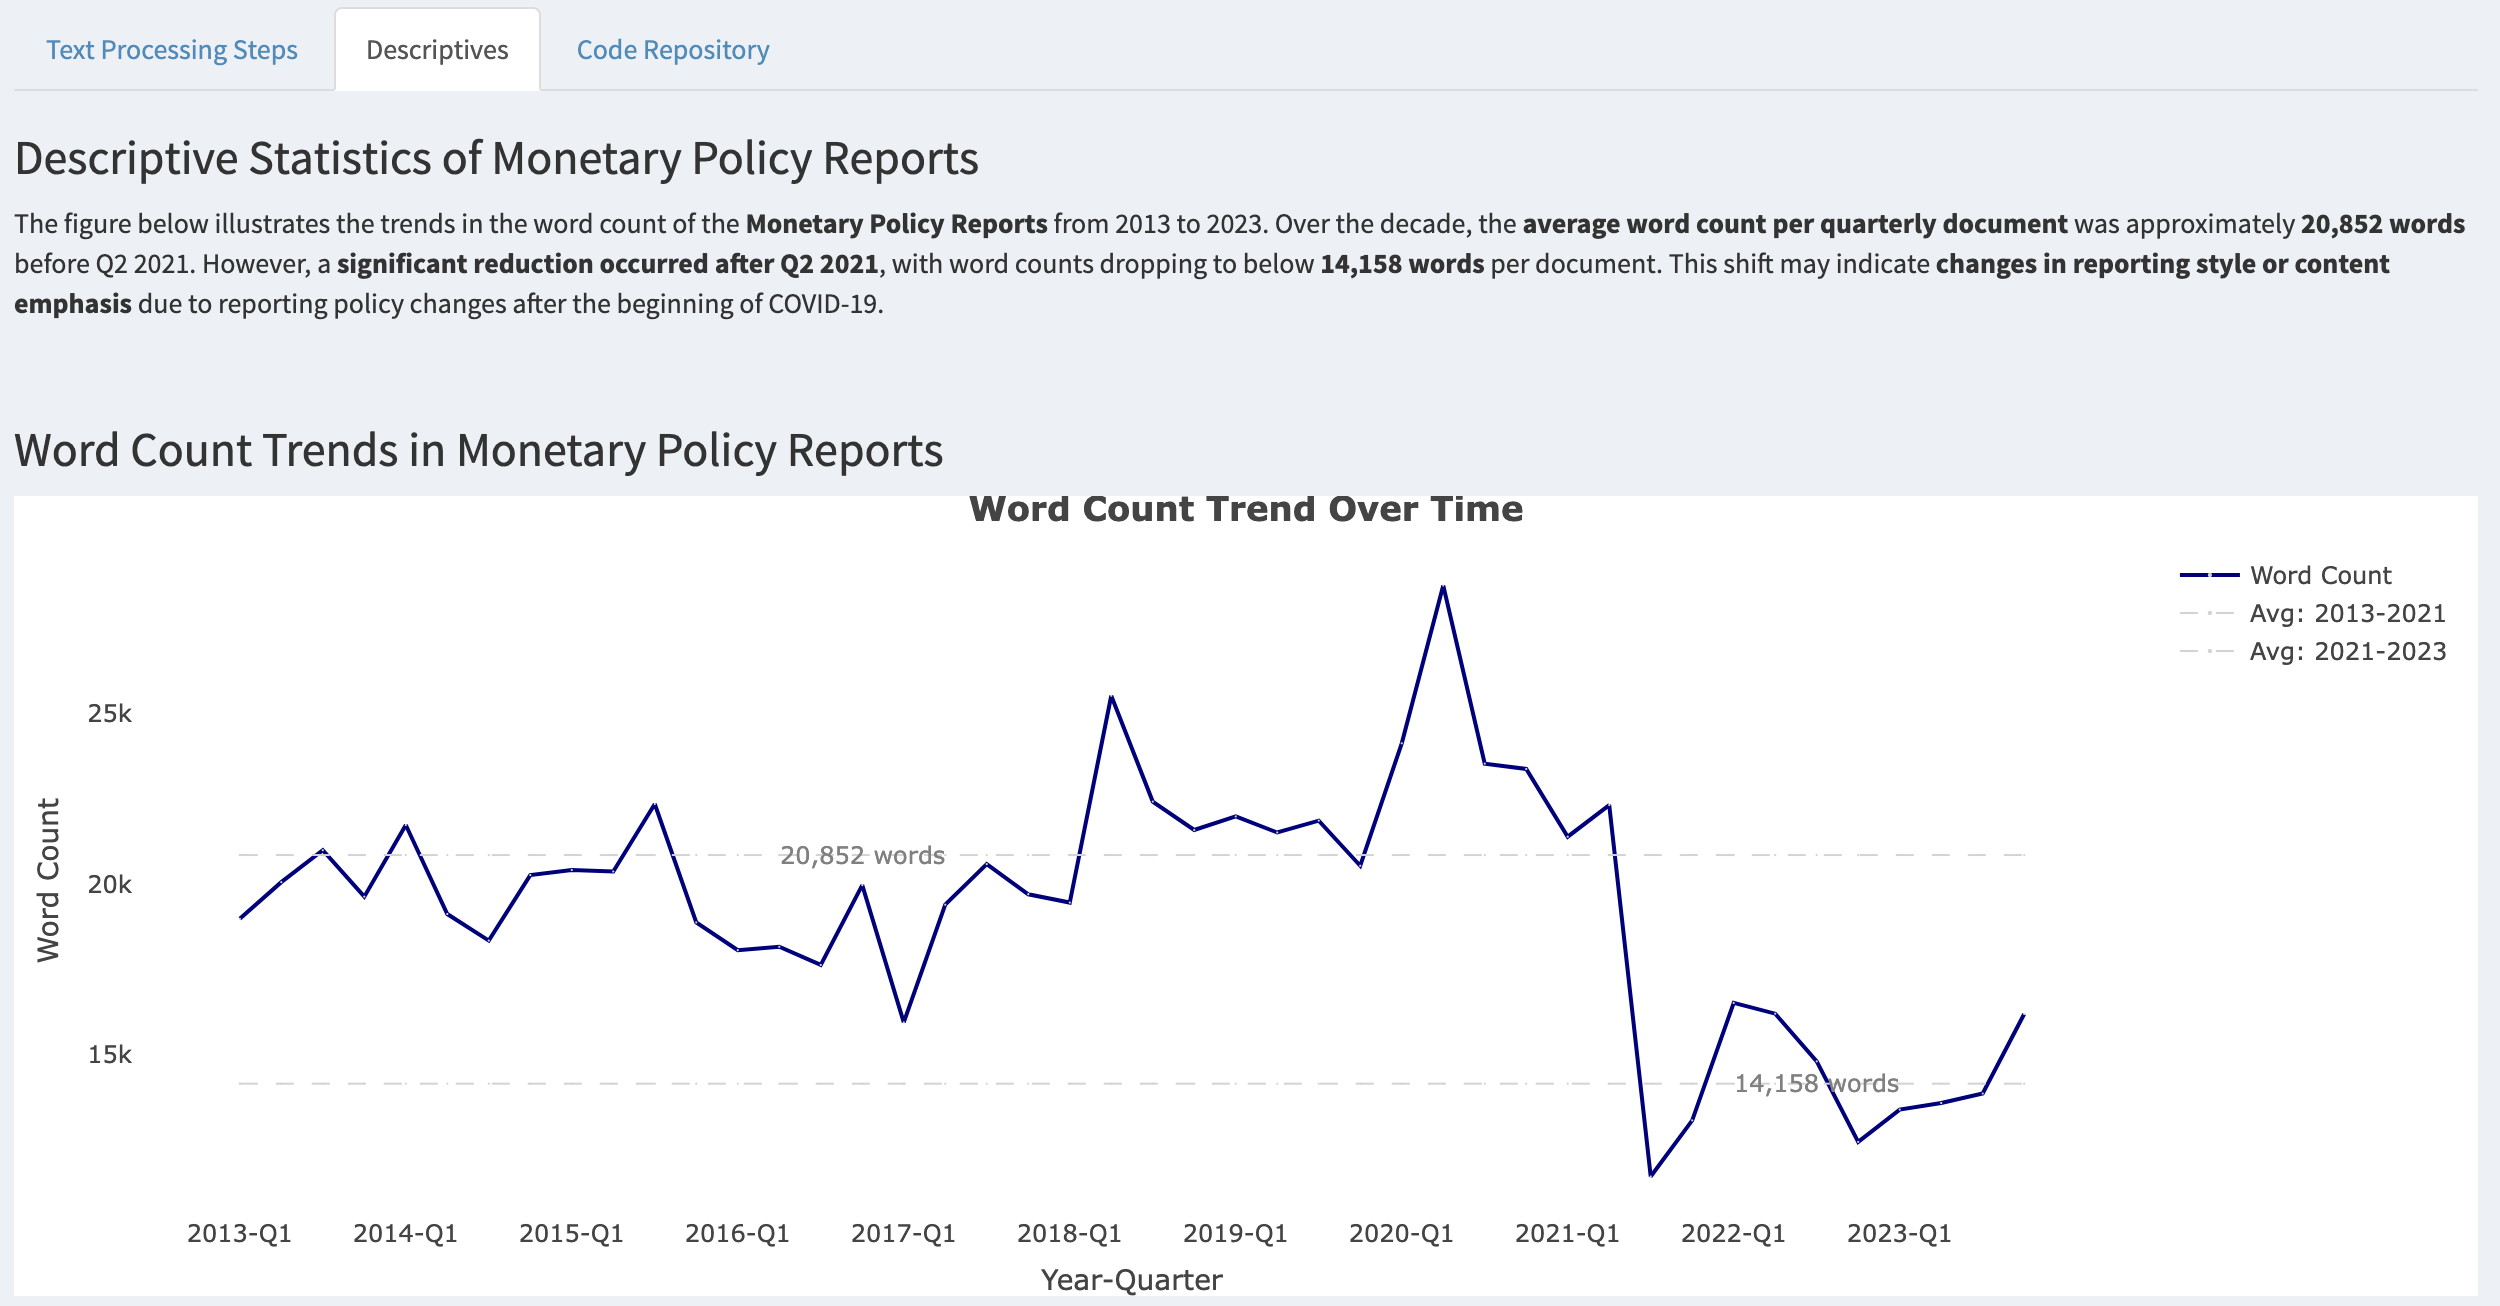 Text Processing Steps
Descriptives
Code Repository
Descriptive Statistics of Monetary Policy Reports
The figure below illustrates the trends in the word count of the Monetary Policy Reports from 2013 to 2023. Over the decade, the average word count per quarterly document was approximately 20,852 words
before Q2 2021. However, a significant reduction occurred after Q2 2021, with word counts dropping to below 14,158 words per document. This shift may indicate changes in reporting style or content
emphasis due to reporting policy changes after the beginning of COVID-19.
Word Count Trends in Monetary Policy Reports
Word Count Trend Over Time
Word Count
Avg: 2013-2021
Avg: 2021-2023
25k
20k
15k
Word Count
20,852 words
14,158 words
2013-Q1
2014-Q1
2015-Q1
2016-Q1
2017-Q1
2018-Q1
2019-Q1
2020-Q1
2021-Q1
2022-Q1
2023-Q1
Year-Quarter